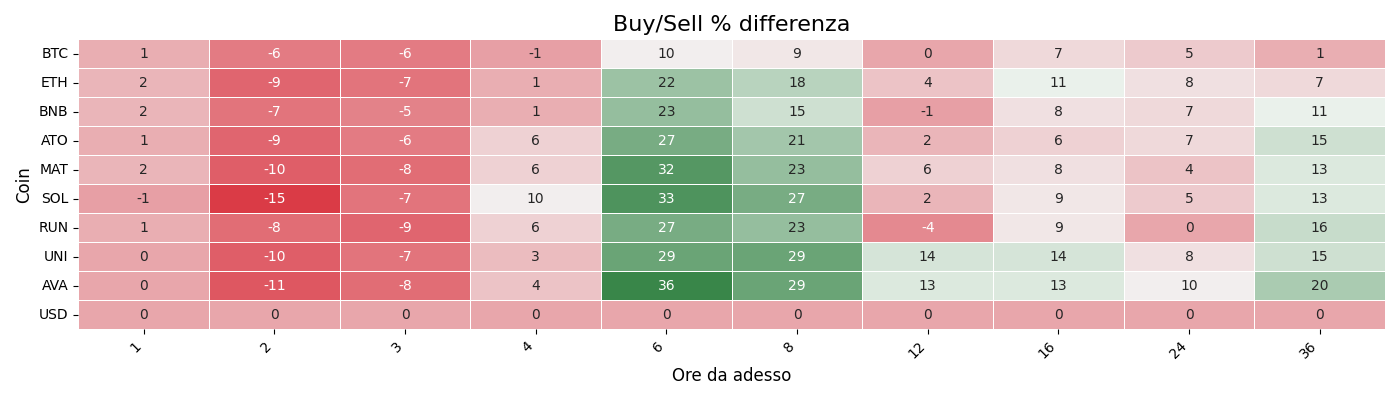 Buy/Sell % differenza
Coin
BTC 1 -6 -6 -1 10 9 0 7 5 1
ETH 2 -9 -7 1 22 18 4 11 8 7
BNB 2 -7 -5 1 23 15 -1 8 7 11
ATO 1 -9 -6 6 27 21 2 6 7 15
MAT 2 -10 -8 6 32 23 6 8 4 13
SOL -1 -15 -7 10 33 27 2 9 5 13
RUN 1 -8 -9 6 27 23 -4 9 0 16
UNI 0 -10 -7 3 29 29 14 14 8 15
AVA 0 -11 -8 4 36 29 13 13 10 20
USD 0 0 0 0 0 0 0 0 0 0
1 2 3 4 6 8 12 16 24 36
Ore da adesso